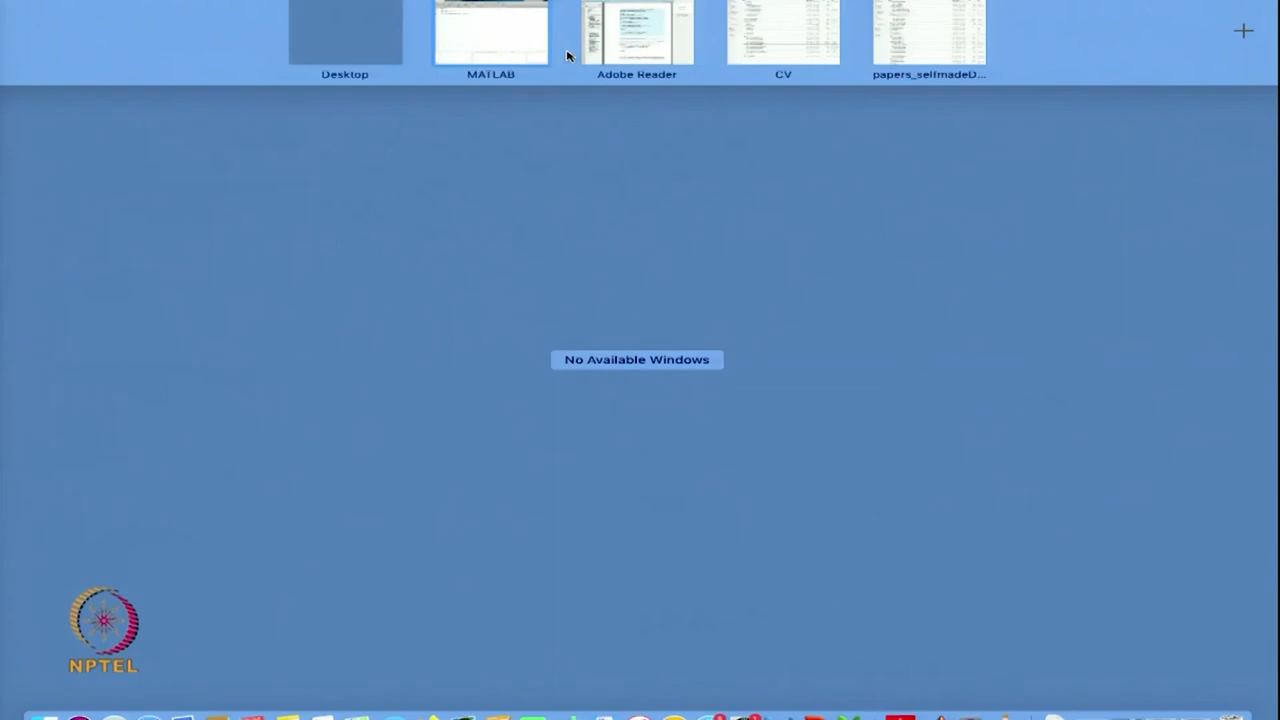 Desktop
MATLAB
Adobe Reader
CV
papers_selfmadeD...
No Available Windows
NPTEL